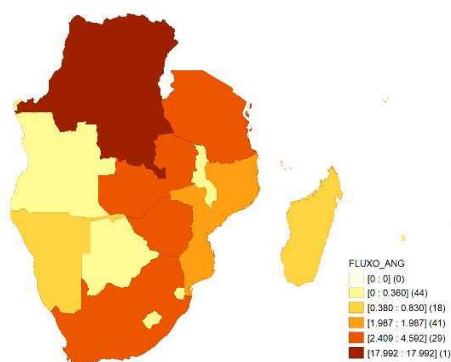 FLUXO_ANG
[0 : 0] (0)
[0 : 0.360] (44)
[0.380 : 0.830] (18)
[1.987 : 1.987] (41)
[2.409 : 4.592] (29)
[17.992 : 17.992] (1)